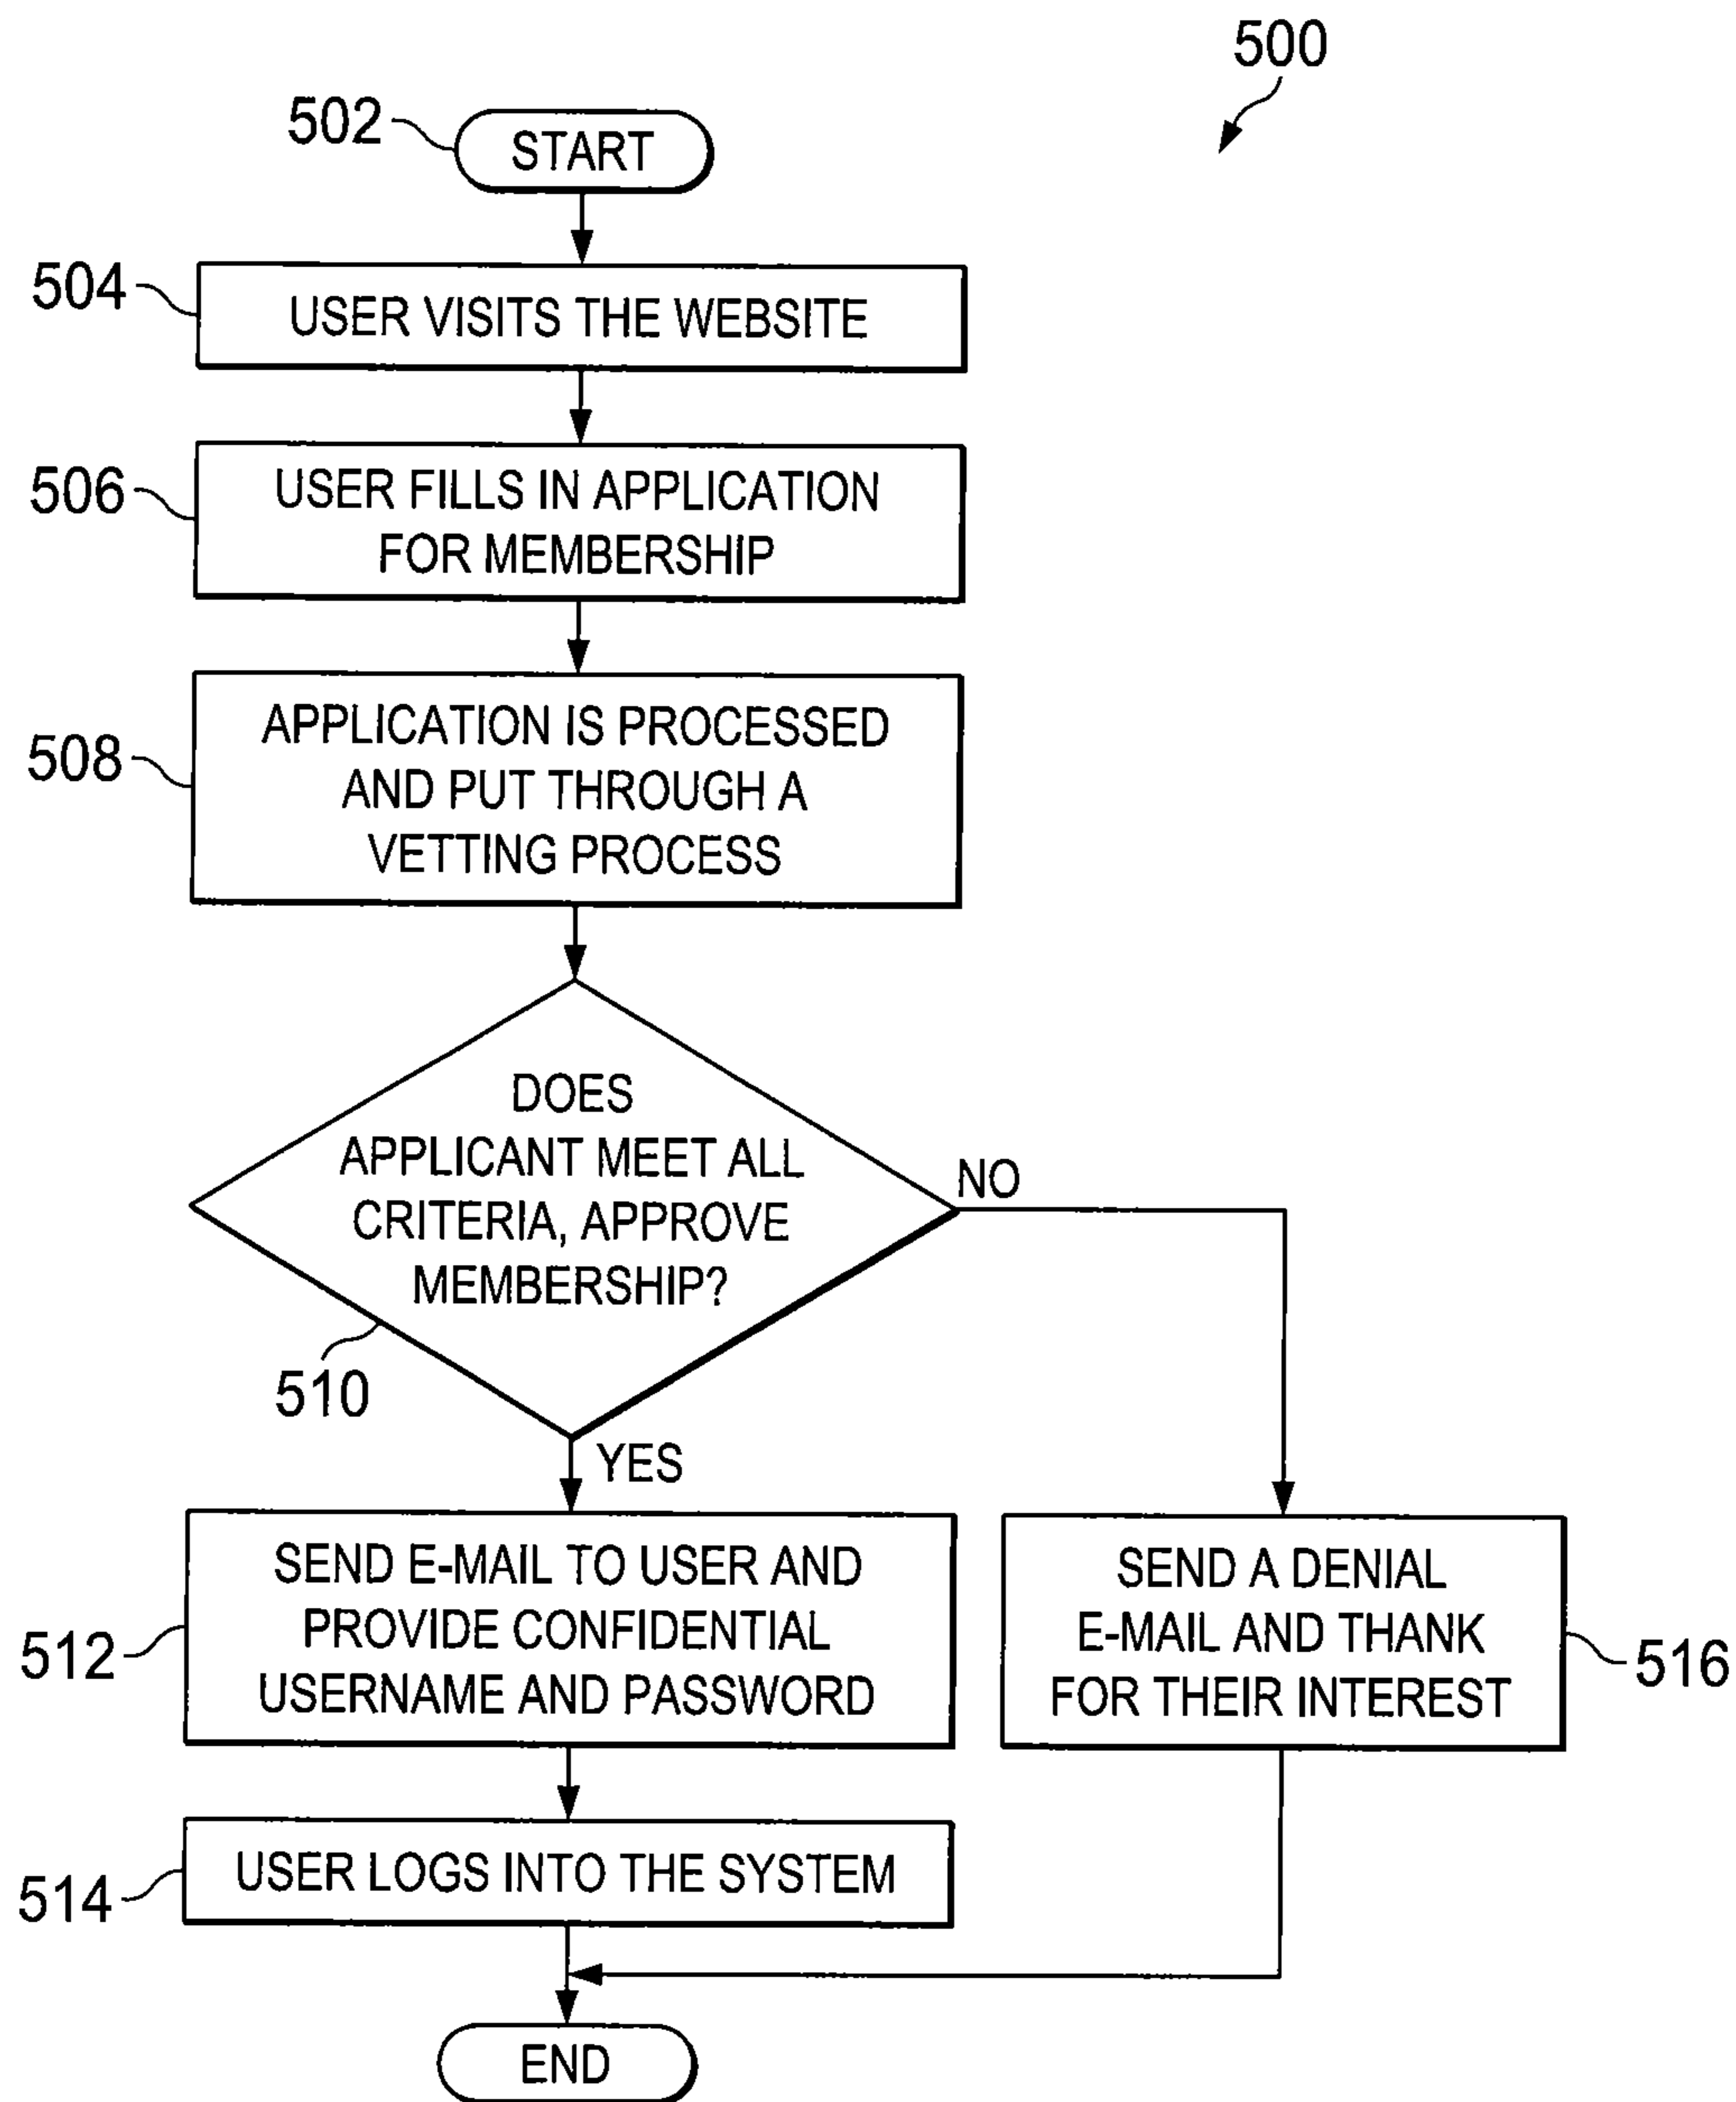 500
502
START
504
USER VISITS THE WEBSITE
506
USER FILLS IN APPLICATION
FOR MEMBERSHIP
508
APPLICATION IS PROCESSED
AND PUT THROUGH A
VETTING PROCESS
DOES
APPLICANT MEET ALL
CRITERIA, APPROVE
MEMBERSHIP?
NO
510
YES
512
SEND E-MAIL TO USER AND
PROVIDE CONFIDENTIAL
USERNAME AND PASSWORD
SEND A DENIAL
E-MAIL AND THANK
FOR THEIR INTEREST
516
514
USER LOGS INTO THE SYSTEM
END